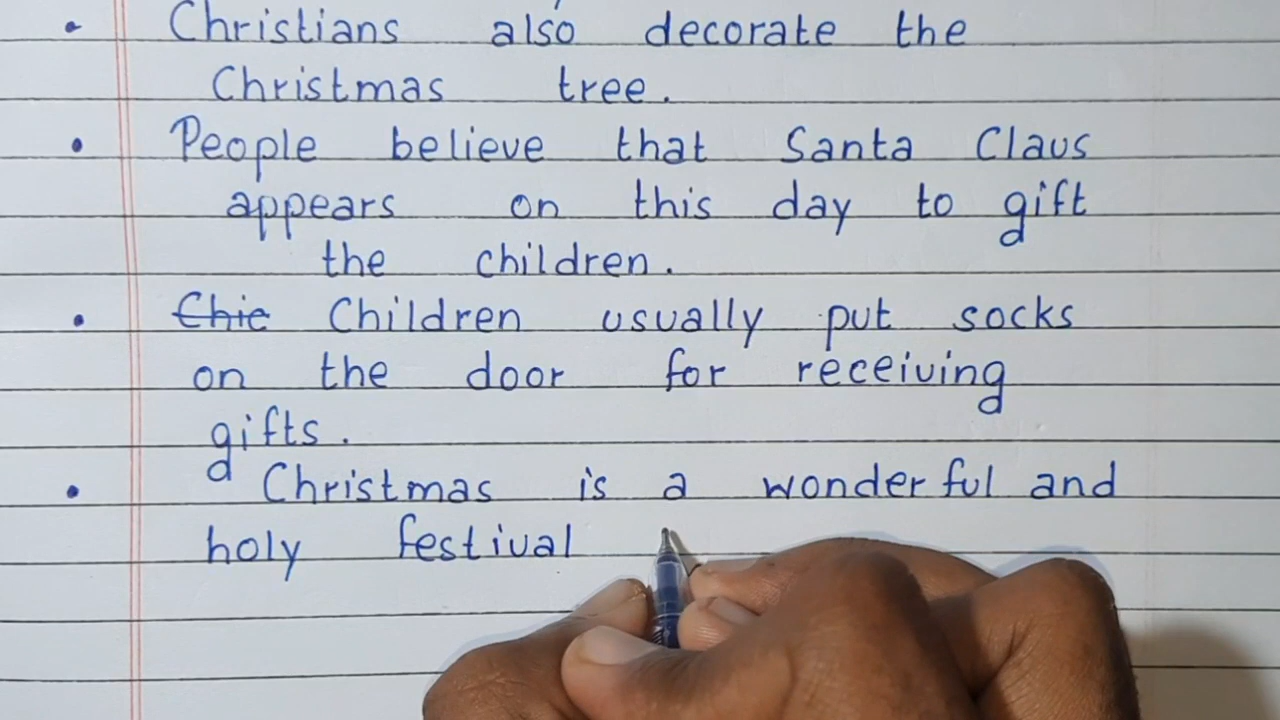 • Christians also decorate the
Christmas tree.
• People believe that Santa Claus
appears on this day to gift
the children.
• Chie Children usually put socks
on the door for receiving
gifts.
• Christmas is a wonderful and
holy festival